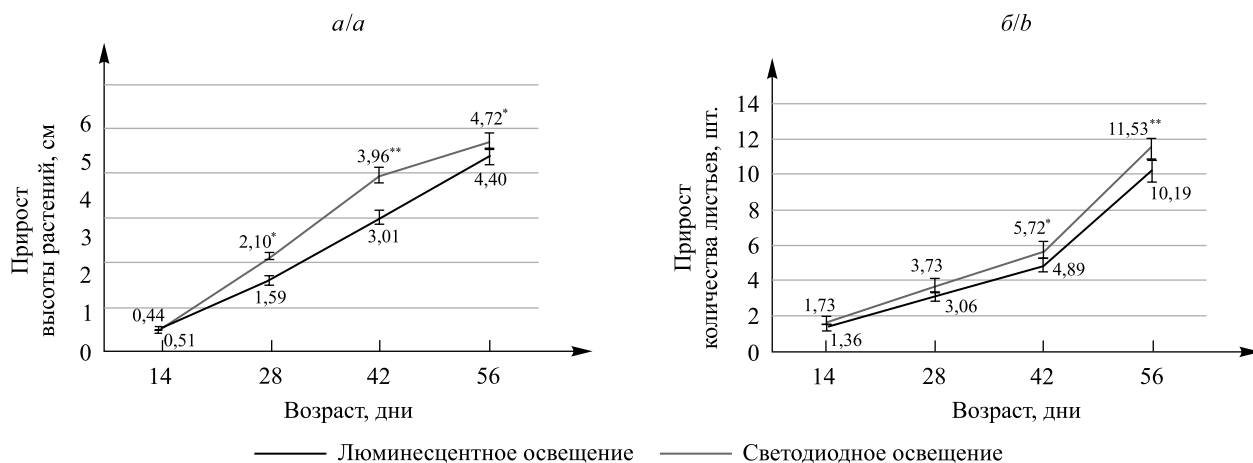 а/a
Прирост
высоты растений, см
6
5
4
3
2
1
0
0,44
0,51
2,10*
1,59
3,96**
3,01
4,72*
4,40
14 28 42 56
Возраст, дни
б/b
Прирост
количества листьев, шт.
14
12
10
8
6
4
2
0
1,73
1,36
3,73
3,06
5,72*
4,89
11,53**
10,19
14 28 42 56
Возраст, дни
Люминесцентное освещение
Светодиодное освещение